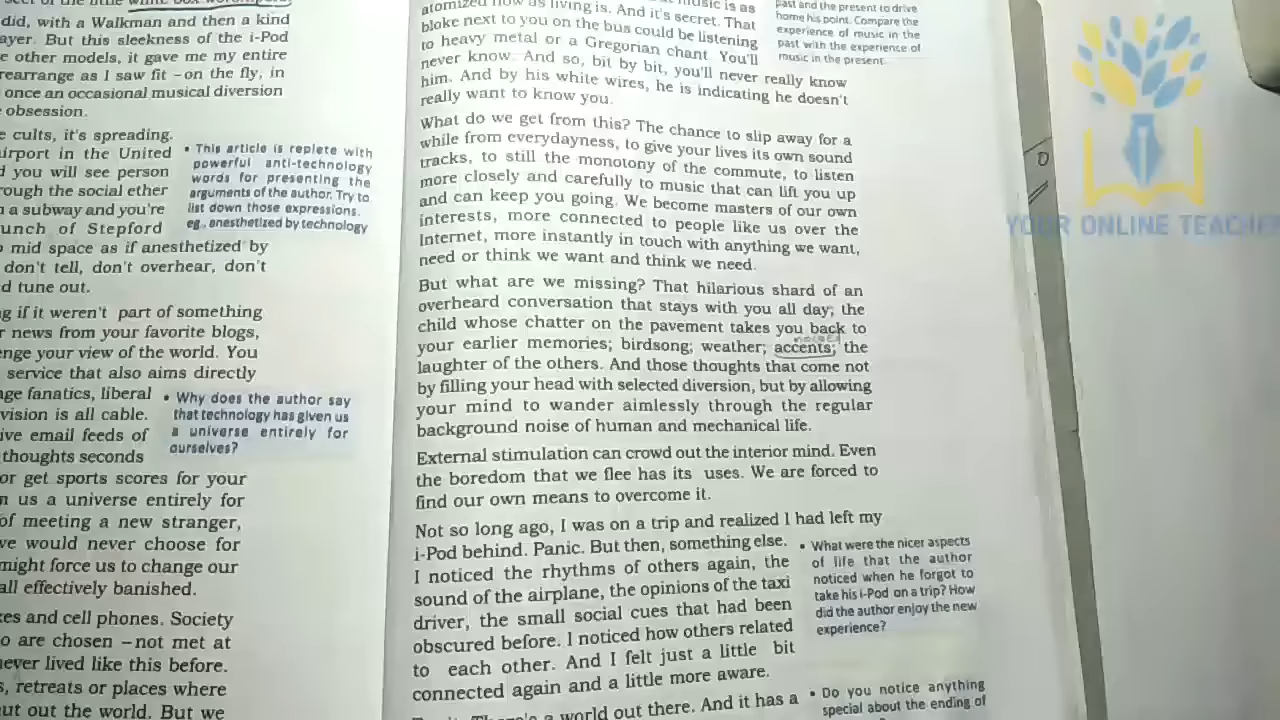 did, with a Walkman and then a kind
ayer. But this sleekness of the i-Pod
e other models, it gave me my entire
rearrange as I saw fit – on the fly, in
once an occasional musical diversion
obsession.
e cults, it's spreading.
irport in the United
d you will see person
rough the social ether
n a subway and you're
unch of Stepford
mid space as if anesthetized by
don't tell, don't overhear, don't
d tune out.
• This article is replete with
powerful anti-technology
words for presenting the
arguments of the author. Try to
list down those expressions.
eg., anesthetized by technology
g if it weren't part of something
r news from your favorite blogs,
enge your view of the world. You
service that also aims directly
age fanatics, liberal
vision is all cable.
ive email feeds of
thoughts seconds
or get sports scores for your
n us a universe entirely for
of meeting a new stranger,
we would never choose for
might force us to change our
all effectively banished.
• Why does the author say
that technology has given us
a universe entirely for
ourselves?
es and cell phones. Society
o are chosen – not met at
never lived like this before.
s, retreats or places where
ut out the world. But we
music is as
atomized now as living is. And it's secret. That
bloke next to you on the bus could be listening
to heavy metal or a Gregorian chant. You'll
never know. And so, bit by bit, you'll never really know
him. And by his white wires, he is indicating he doesn't
really want to know you.
past and the present to drive
home his point. Compare the
experience of music in the
past with the experience of
music in the present.
What do we get from this? The chance to slip away for a
while from everydayness, to give your lives its own sound
tracks, to still the monotony of the commute, to listen
more closely and carefully to music that can lift you up
and can keep you going. We become masters of our own
interests, more connected to people like us over the
Internet, more instantly in touch with anything we want,
need or think we want and think we need.
But what are we missing? That hilarious shard of an
overheard conversation that stays with you all day; the
child whose chatter on the pavement takes you back to
your earlier memories; birdsong; weather; accents; the
laughter of the others. And those thoughts that come not
by filling your head with selected diversion, but by allowing
your mind to wander aimlessly through the regular
background noise of human and mechanical life.
External stimulation can crowd out the interior mind. Even
the boredom that we flee has its uses. We are forced to
find our own means to overcome it.
Not so long ago, I was on a trip and realized I had left my
i-Pod behind. Panic. But then, something else.
I noticed the rhythms of others again, the
sound of the airplane, the opinions of the taxi
driver, the small social cues that had been
obscured before. I noticed how others related
to each other. And I felt just a little bit
connected again and a little more aware.
• What were the nicer aspects
of life that the author
noticed when he forgot to
take his i-Pod on a trip? How
did the author enjoy the new
experience?
There's a world out there. And it has a
• Do you notice anything
special about the ending of
D
YOUR ONLINE TEACHE